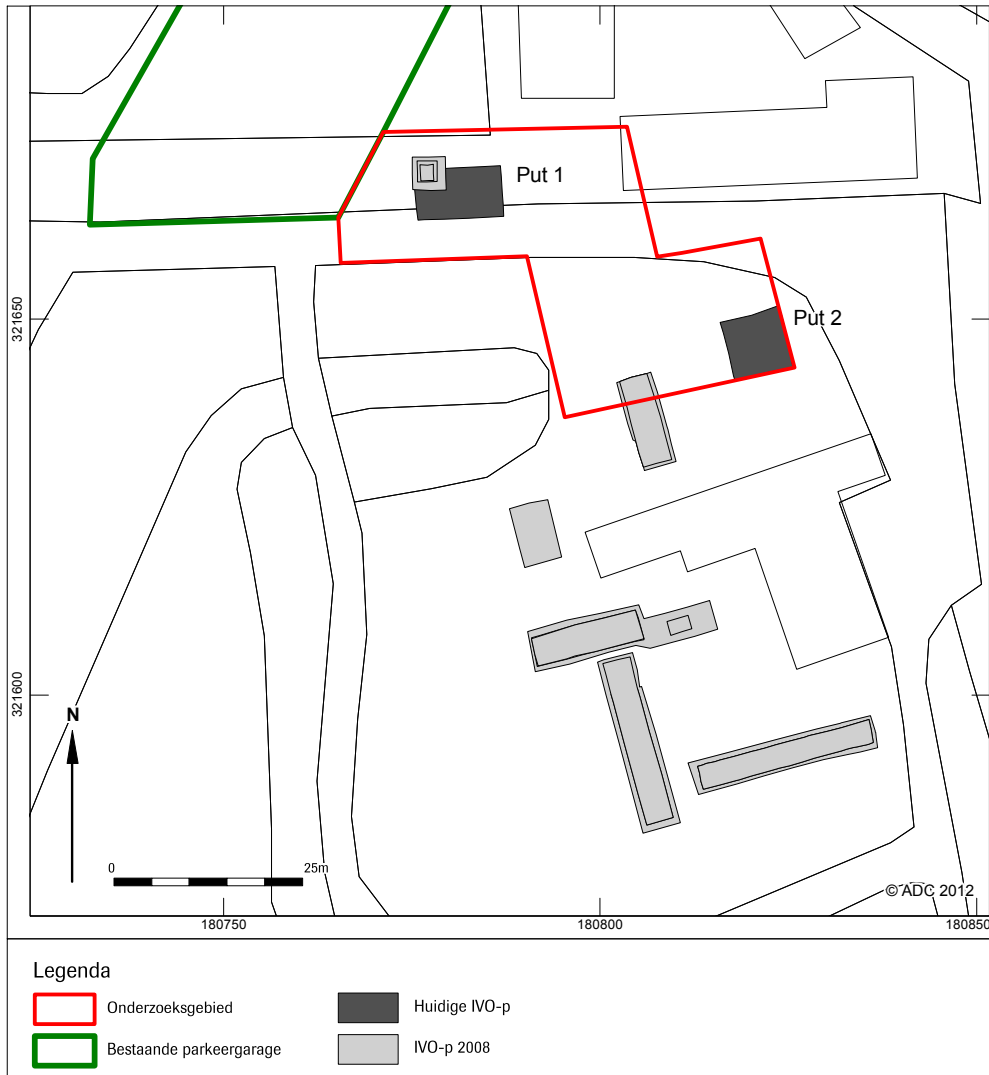 Put 1
Put 2
321650
321600
N
0 25m
© ADC 2012
180750 180800 180850
Legenda
Onderzoeksgebied
Huidige IVO-p
Bestaande parkeergarage
IVO-p 2008